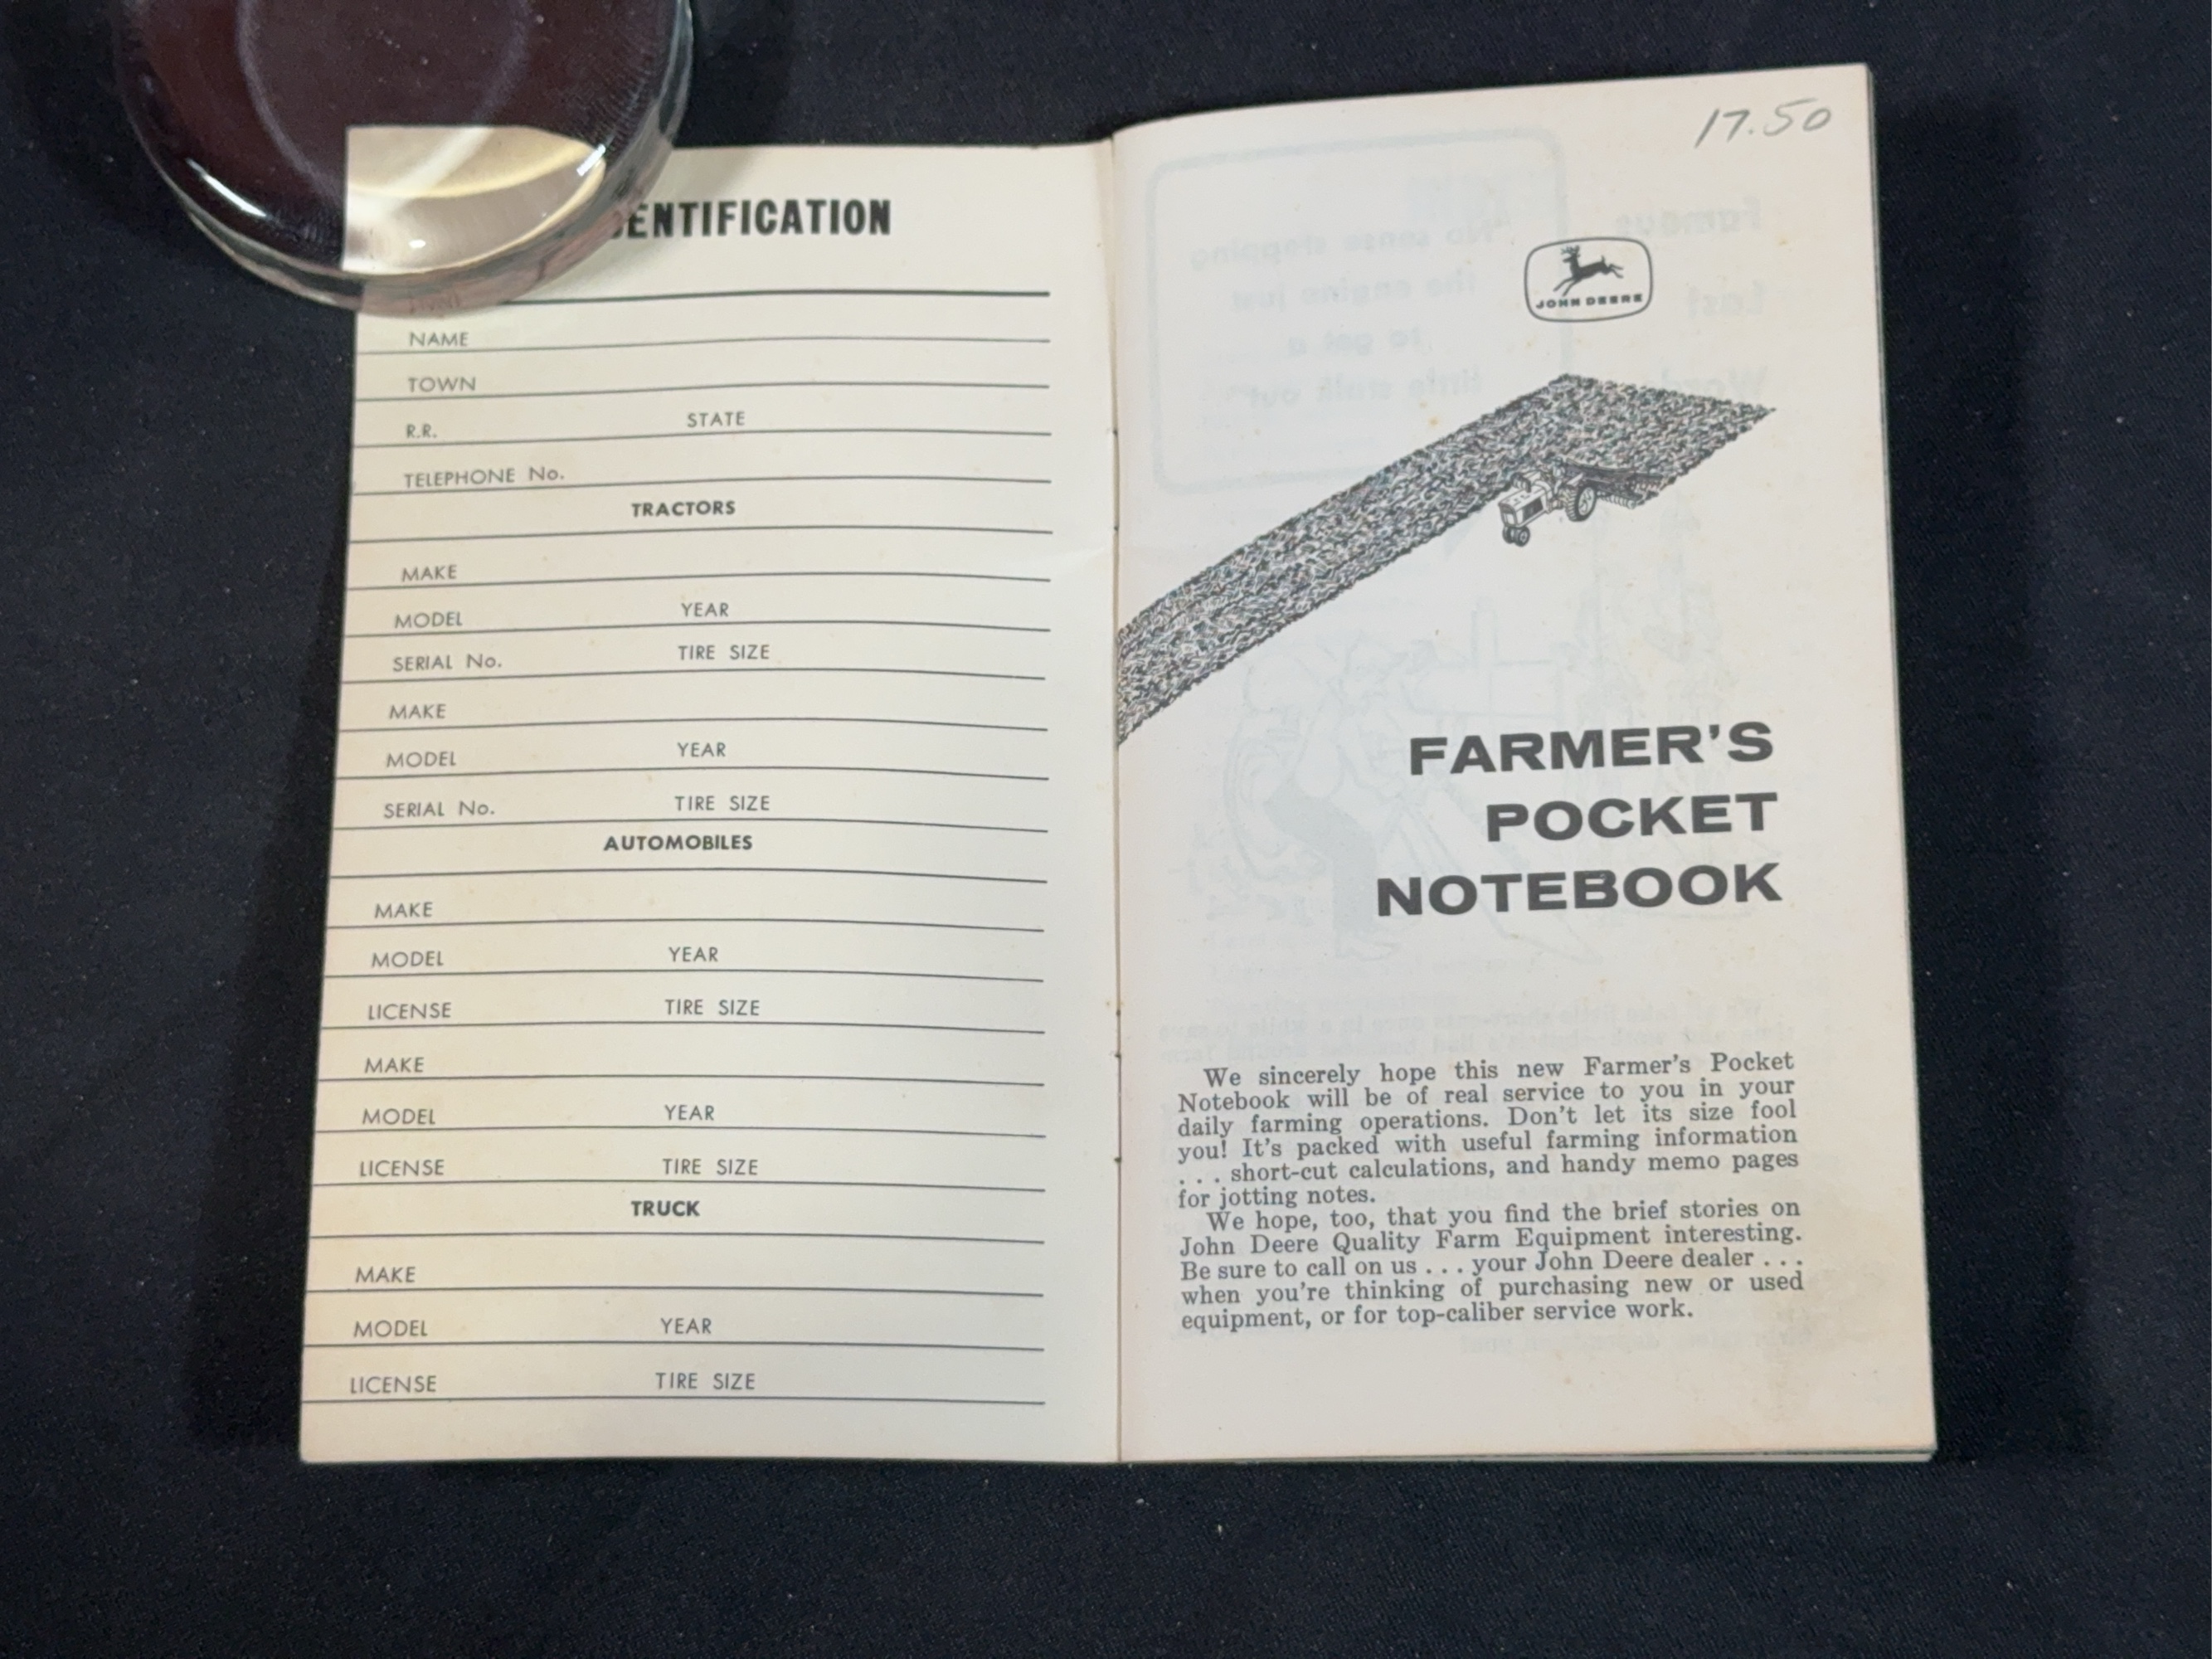 IDENTIFICATION
NAME
TOWN
R.R. STATE
TELEPHONE No.
TRACTORS
MAKE
MODEL YEAR
SERIAL No. TIRE SIZE
MAKE
MODEL YEAR
SERIAL No. TIRE SIZE
AUTOMOBILES
MAKE
MODEL YEAR
LICENSE TIRE SIZE
MAKE
MODEL YEAR
LICENSE TIRE SIZE
TRUCK
MAKE
MODEL YEAR
LICENSE TIRE SIZE
17.50
JOHN DEERE
FARMER'S
POCKET
NOTEBOOK
We sincerely hope this new Farmer's Pocket
Notebook will be of real service to you in your
daily farming operations. Don't let its size fool
you! It's packed with useful farming information
. . . short-cut calculations, and handy memo pages
for jotting notes.
We hope, too, that you find the brief stories on
John Deere Quality Farm Equipment interesting.
Be sure to call on us . . . your John Deere dealer . . .
when you're thinking of purchasing new or used
equipment, or for top-caliber service work.